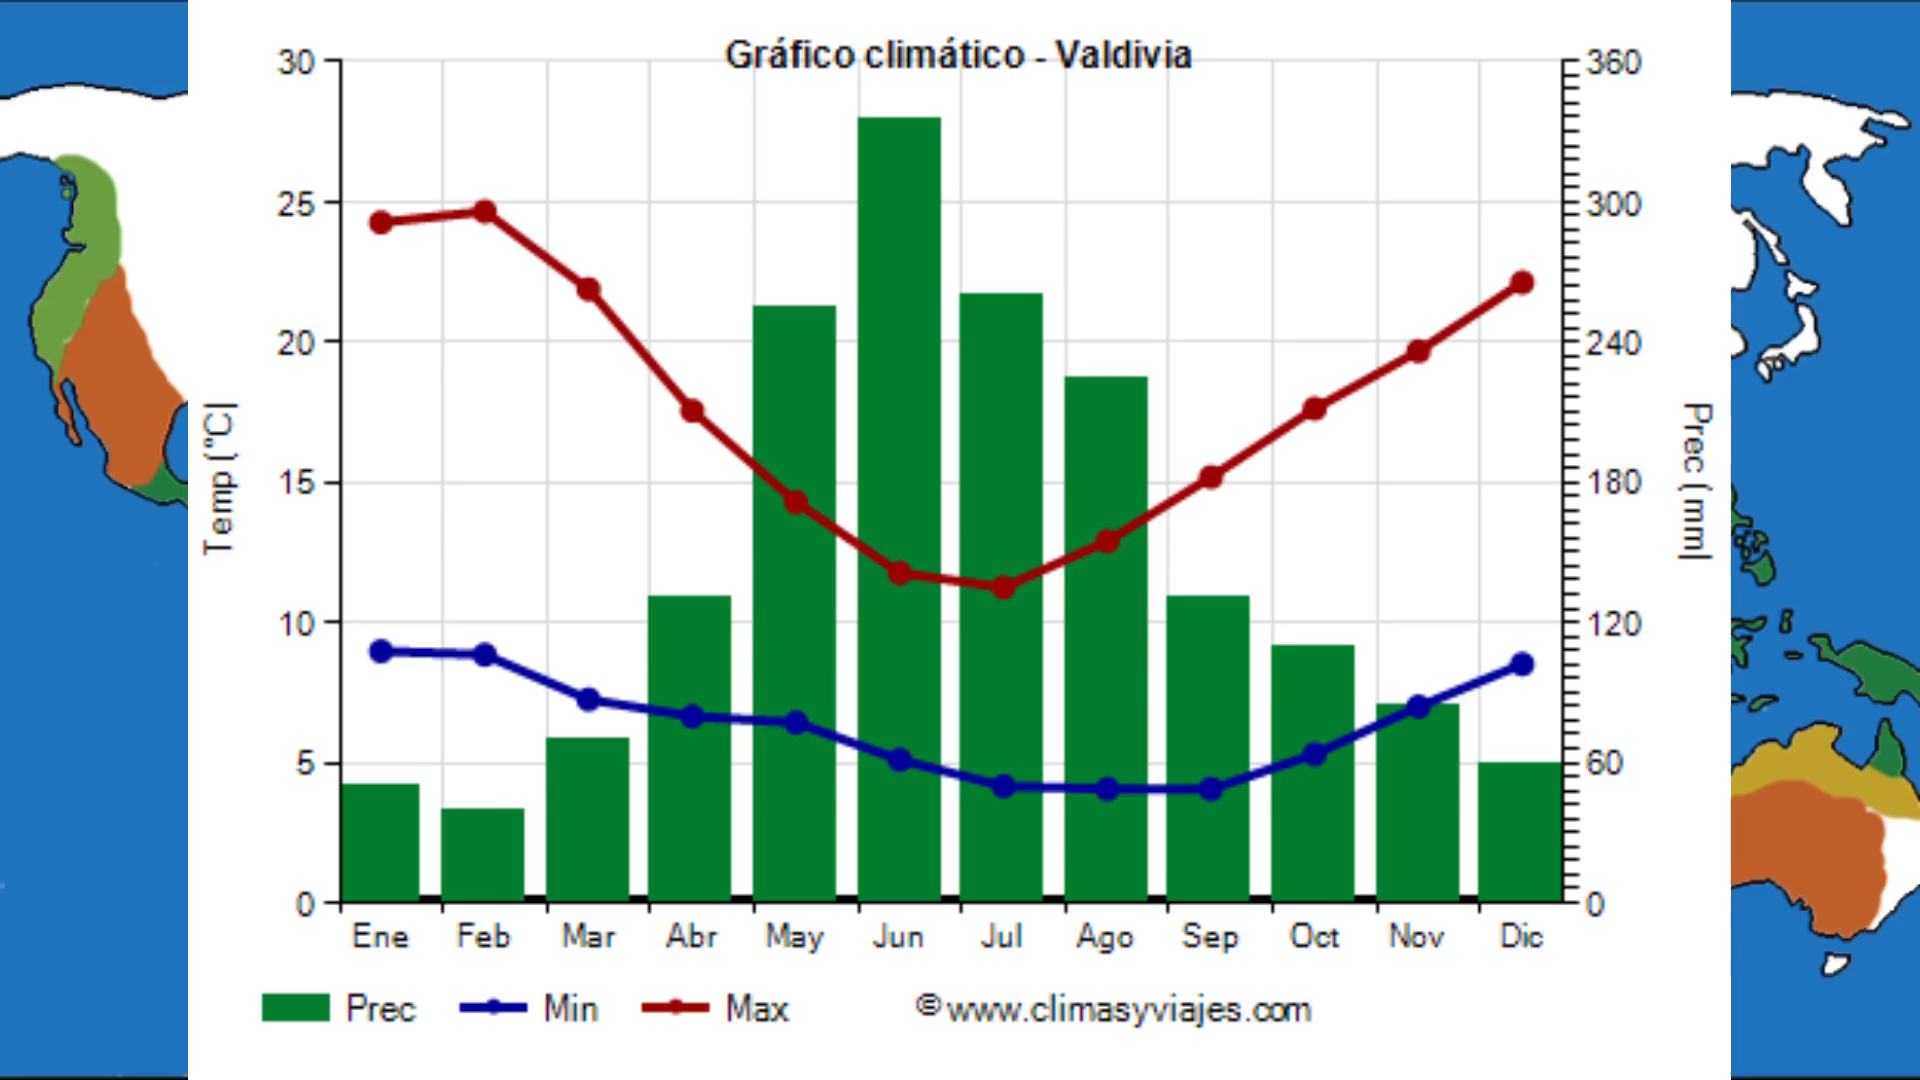 Gráfico climático - Valdivia
30
25
20
15
10
5
0
Temp (°C)
360
300
240
180
120
60
0
Prec (mm)
Ene Feb Mar Abr May Jun Jul Ago Sep Oct Nov Dic
Prec Min Max ©www.climasyviajes.com